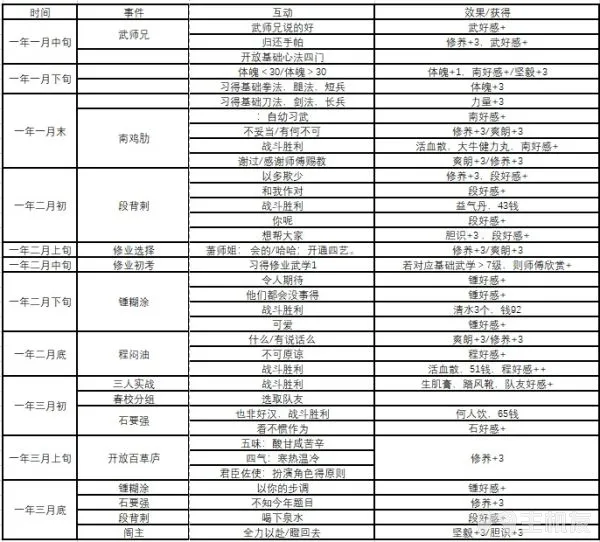 时间 事件 互动 效果/获得
一年一月中旬 武师兄 武师兄说的好 武好感+
归还手帕 修养+3、武好感+
开放基础心法四门
一年一月下旬 体魄<30/体魄>30 体魄+1、南好感+/坚毅+3
习得基础拳法、腿法、短兵 体魄+3
一年一月末 习得基础刀法、剑法、长兵 力量+3
南鸡肋 ：自幼习武 南好感+
不妥当/有何不可 修养+3/爽朗+3
战斗胜利 活血散、大牛健力丸、南好感+
谢过/感谢师傅赐教 爽朗+3/修养+3
一年二月初 段背刺 以多欺少 修养+3、段好感+
和我作对 段好感+
战斗胜利 益气丹、43钱
你呢 段好感+
想帮大家 胆识+3、段好感+
一年二月上旬 修业选择 萧师姐：会的/哈哈；开通四艺。 修养+3/爽朗+3
一年二月中旬 修业初考 习得修业武学1 若对应基础武学>7级，则师傅欣赏+
一年二月下旬 锺糊涂 令人期待 锺好感+
他们都会没事得 锺好感+
战斗胜利 清水3个、钱92
可爱 锺好感+
一年二月底 程闷油 什么/有说话么 爽朗+3/修养+3
不可原谅 程好感+
战斗胜利 活血散、51钱、程好感++
一年三月初 三人实战 战斗胜利 生肌膏、踏风靴、队友好感+
春枝分组 选取队友
石要强 也非好汉、战斗胜利 何人饮、65钱
看不惯作为 石好感+
一年三月上旬 开放百草庐 五味：酸甘咸苦辛 修养+3
四气：寒热温冷
君臣佐使：扮演角色得原则
一年三月底 锺糊涂 以你的步调 锺好感+
石要强 不知今年题目 修养+3
段背刺 喝下泉水 段好感+
阁主 全力以赴/瞪回去 坚毅+3/胆识+3